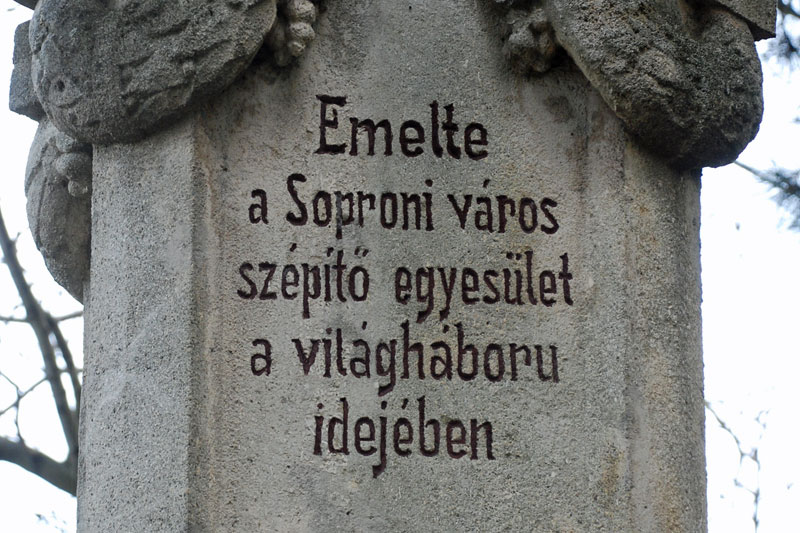 Emelte
a Soproni város
szépítő egyesület
a világháboru
idejében